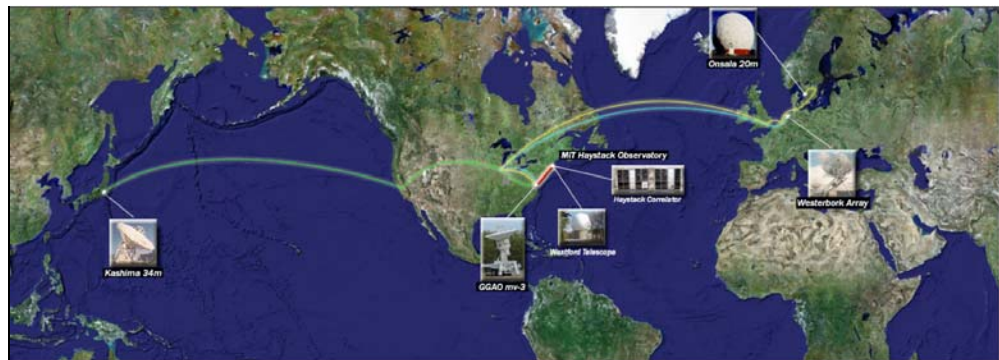 Onsala 20m
MiT Haystack Observatory
Haystack Correlator
Westerbork Array
Westford Telescope
Kashima 34m
GGAO mv-3